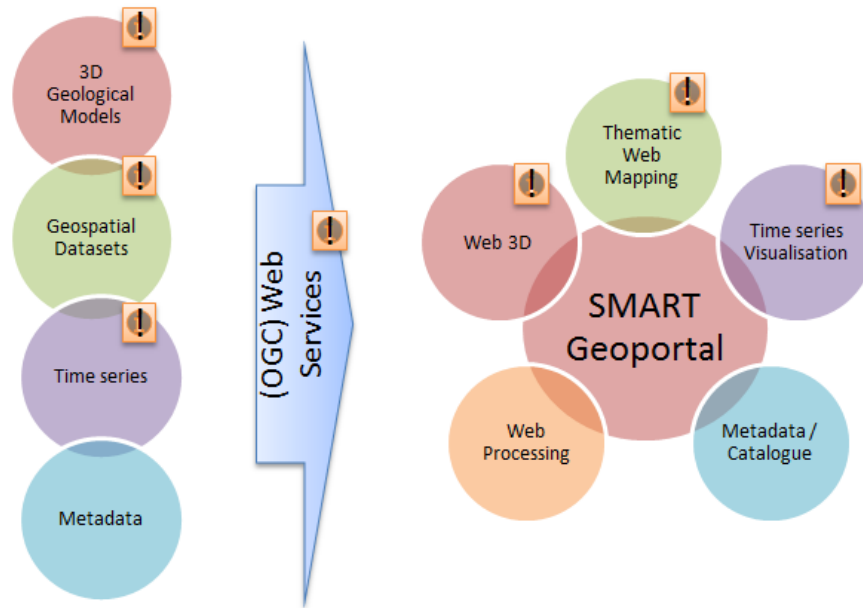 3D
Geological
Models
Geospatial
Datasets
Time series
Metadata
(OGC) Web
Services
Thematic
Web
Mapping
Web 3D
Time series
Visualisation
SMART
Geoportal
Web
Processing
Metadata /
Catalogue
!
!
!
!
!
!
!